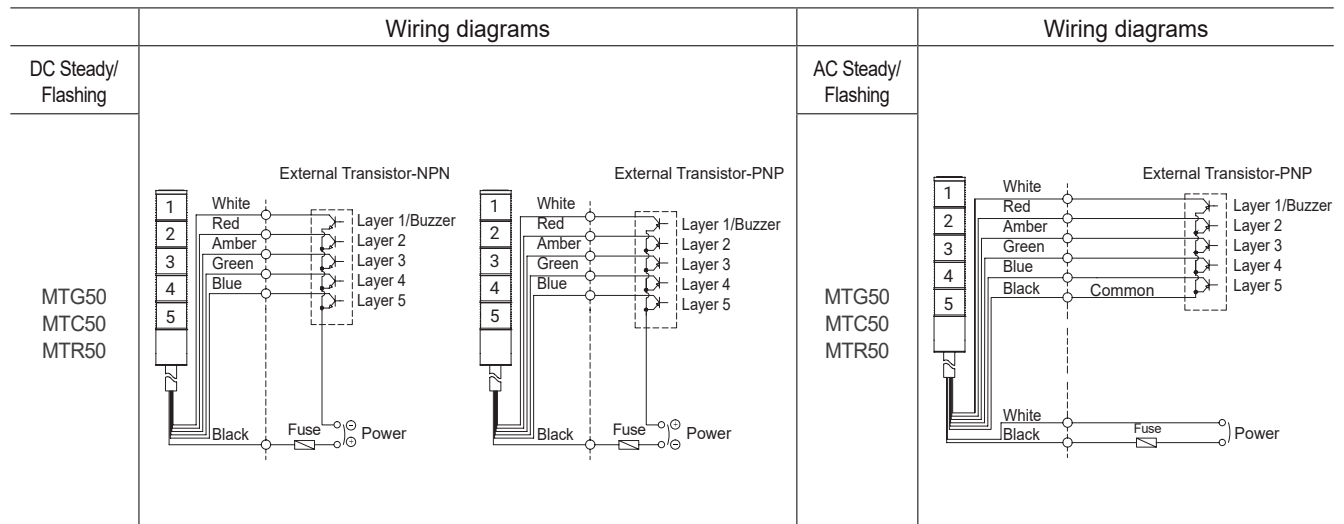 Wiring diagrams
Wiring diagrams
DC Steady/
Flashing
AC Steady/
Flashing
MTG50
MTC50
MTR50
External Transistor-NPN
1
2
3
4
5
White
Red
Amber
Green
Blue
Layer 1/Buzzer
Layer 2
Layer 3
Layer 4
Layer 5
Black
Fuse
Power
External Transistor-PNP
1
2
3
4
5
White
Red
Amber
Green
Blue
Layer 1/Buzzer
Layer 2
Layer 3
Layer 4
Layer 5
Black
Fuse
Power
MTG50
MTC50
MTR50
External Transistor-PNP
1
2
3
4
5
White
Red
Amber
Green
Blue
Black
Common
Layer 1/Buzzer
Layer 2
Layer 3
Layer 4
Layer 5
White
Black
Fuse
Power